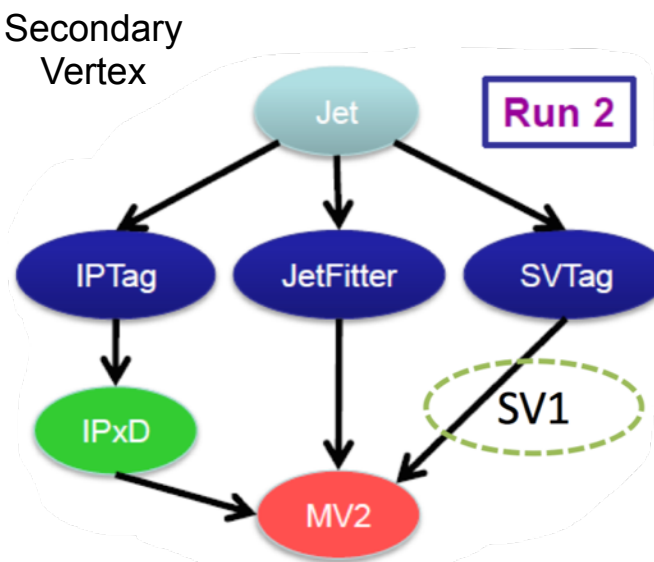 Secondary
Vertex
Jet
Run 2
IPTag
JetFitter
SVTag
IPxD
SV1
MV2